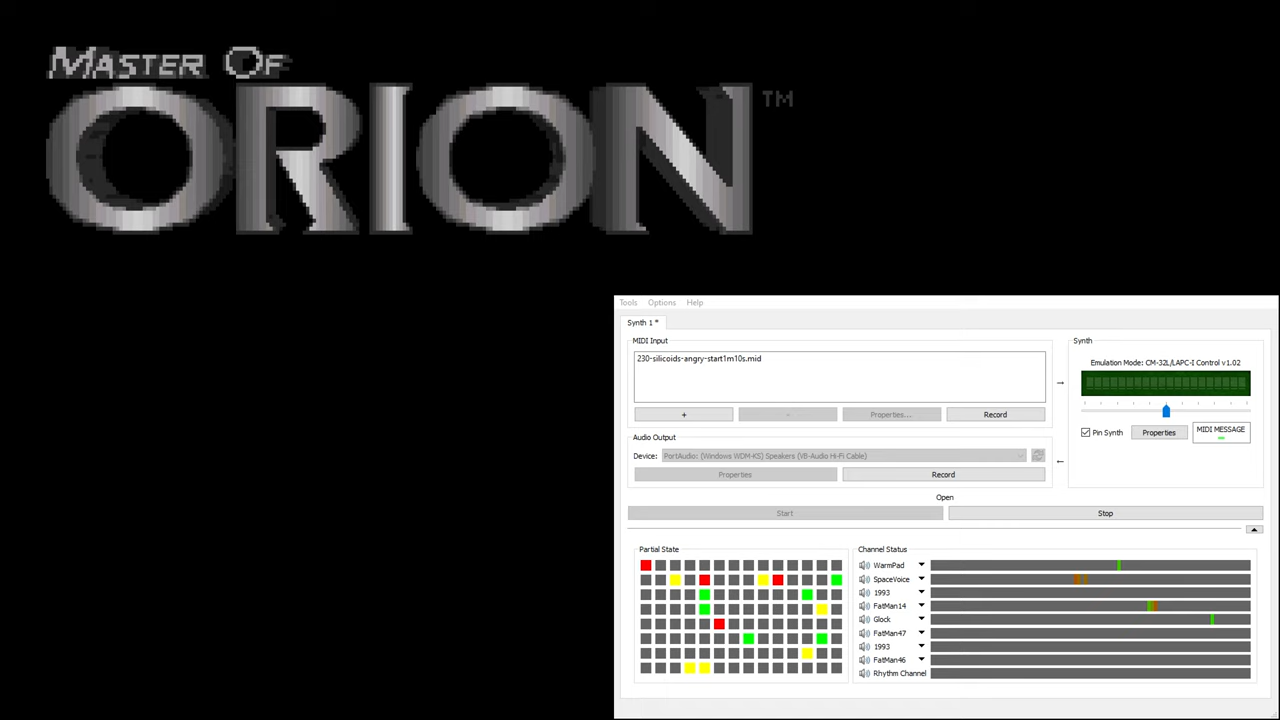 MASTER OF
ORION TM
Tools Options Help
Synth 1 *
MIDI Input
230-silicoids-angry-start1m10s.mid
+ - Properties... Record
Synth
Emulation Mode: CM-32L/LAPC-I Control v1.02
Pin Synth Properties MIDI MESSAGE
Audio Output
Device: PortAudio: (Windows WDM-KS) Speakers (VB-Audio Hi-Fi Cable)
Properties Record
Open
Start Stop
Partial State
Channel Status
WarmPad
SpaceVoice
1993
FatMan14
Glock
FatMan47
1993
FatMan46
Rhythm Channel